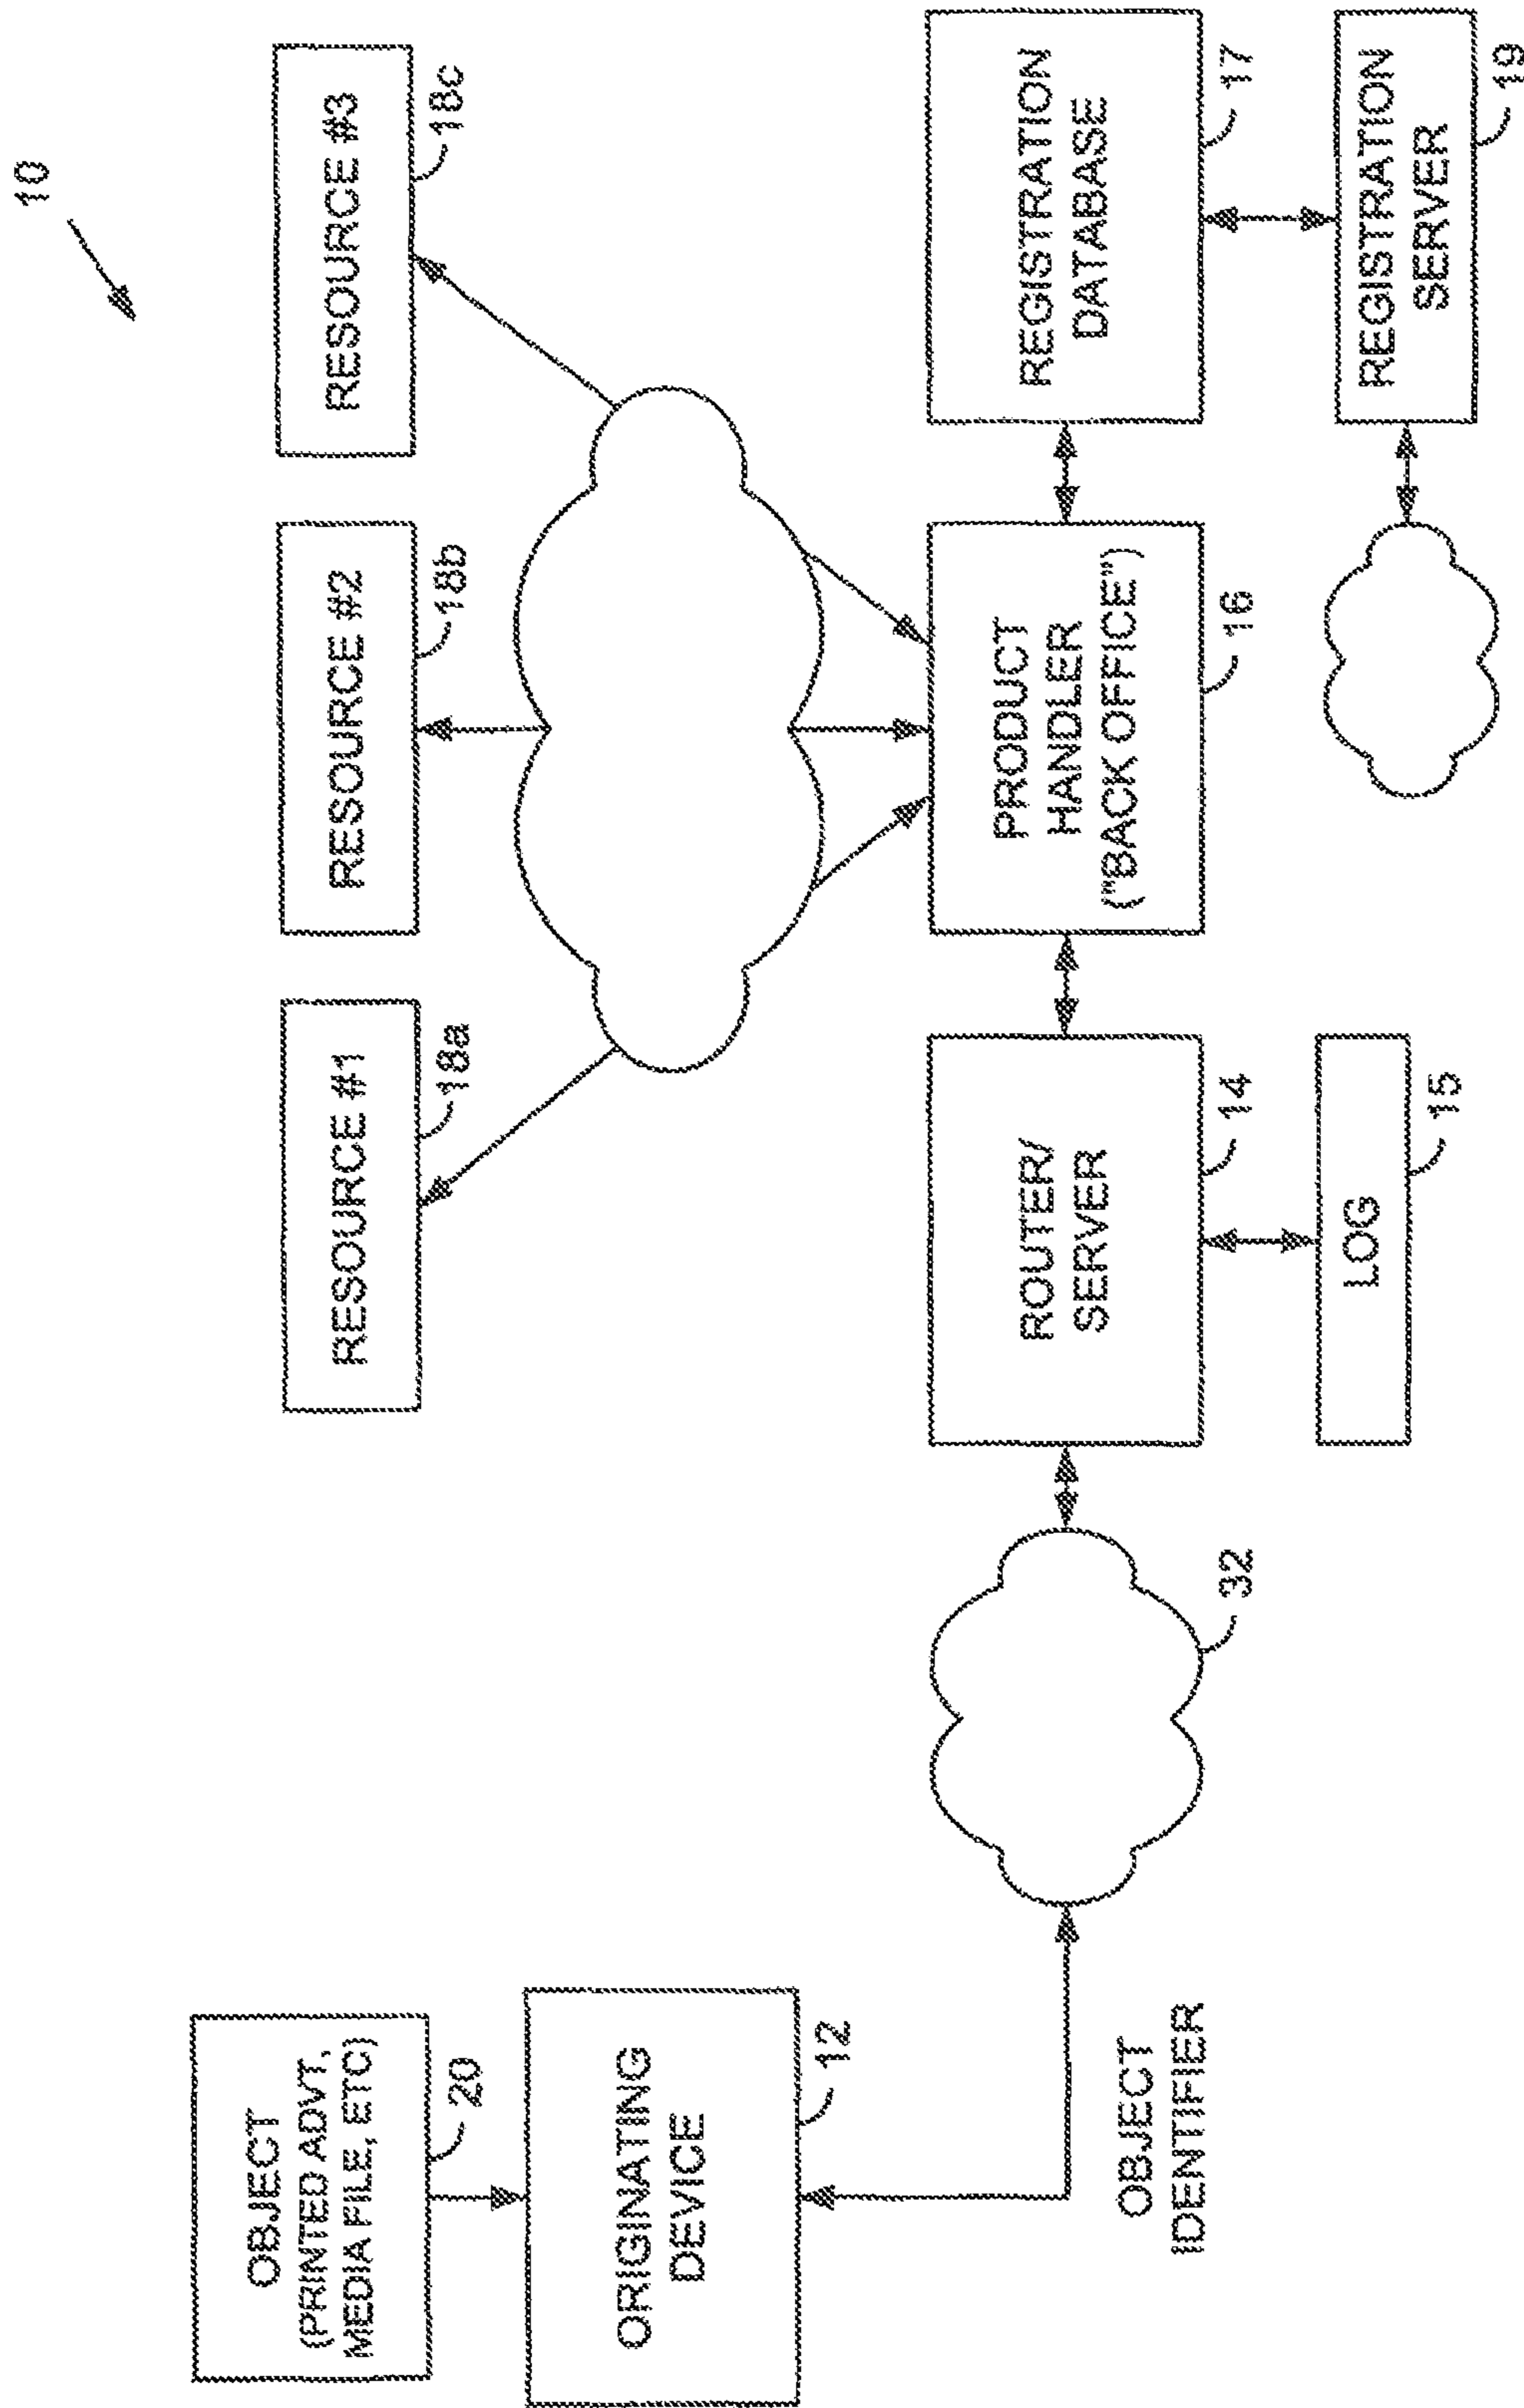 10
RESOURCE #1
18a
RESOURCE #2
18b
RESOURCE #3
18c
OBJECT
(PRINTED ADVT,
MEDIA FILE, ETC)
20
ORIGINATING
DEVICE
12
OBJECT
IDENTIFIER
32
ROUTER/
SERVER
14
LOG
15
PRODUCT
HANDLER
("BACK OFFICE")
16
REGISTRATION
DATABASE
17
REGISTRATION
SERVER
19